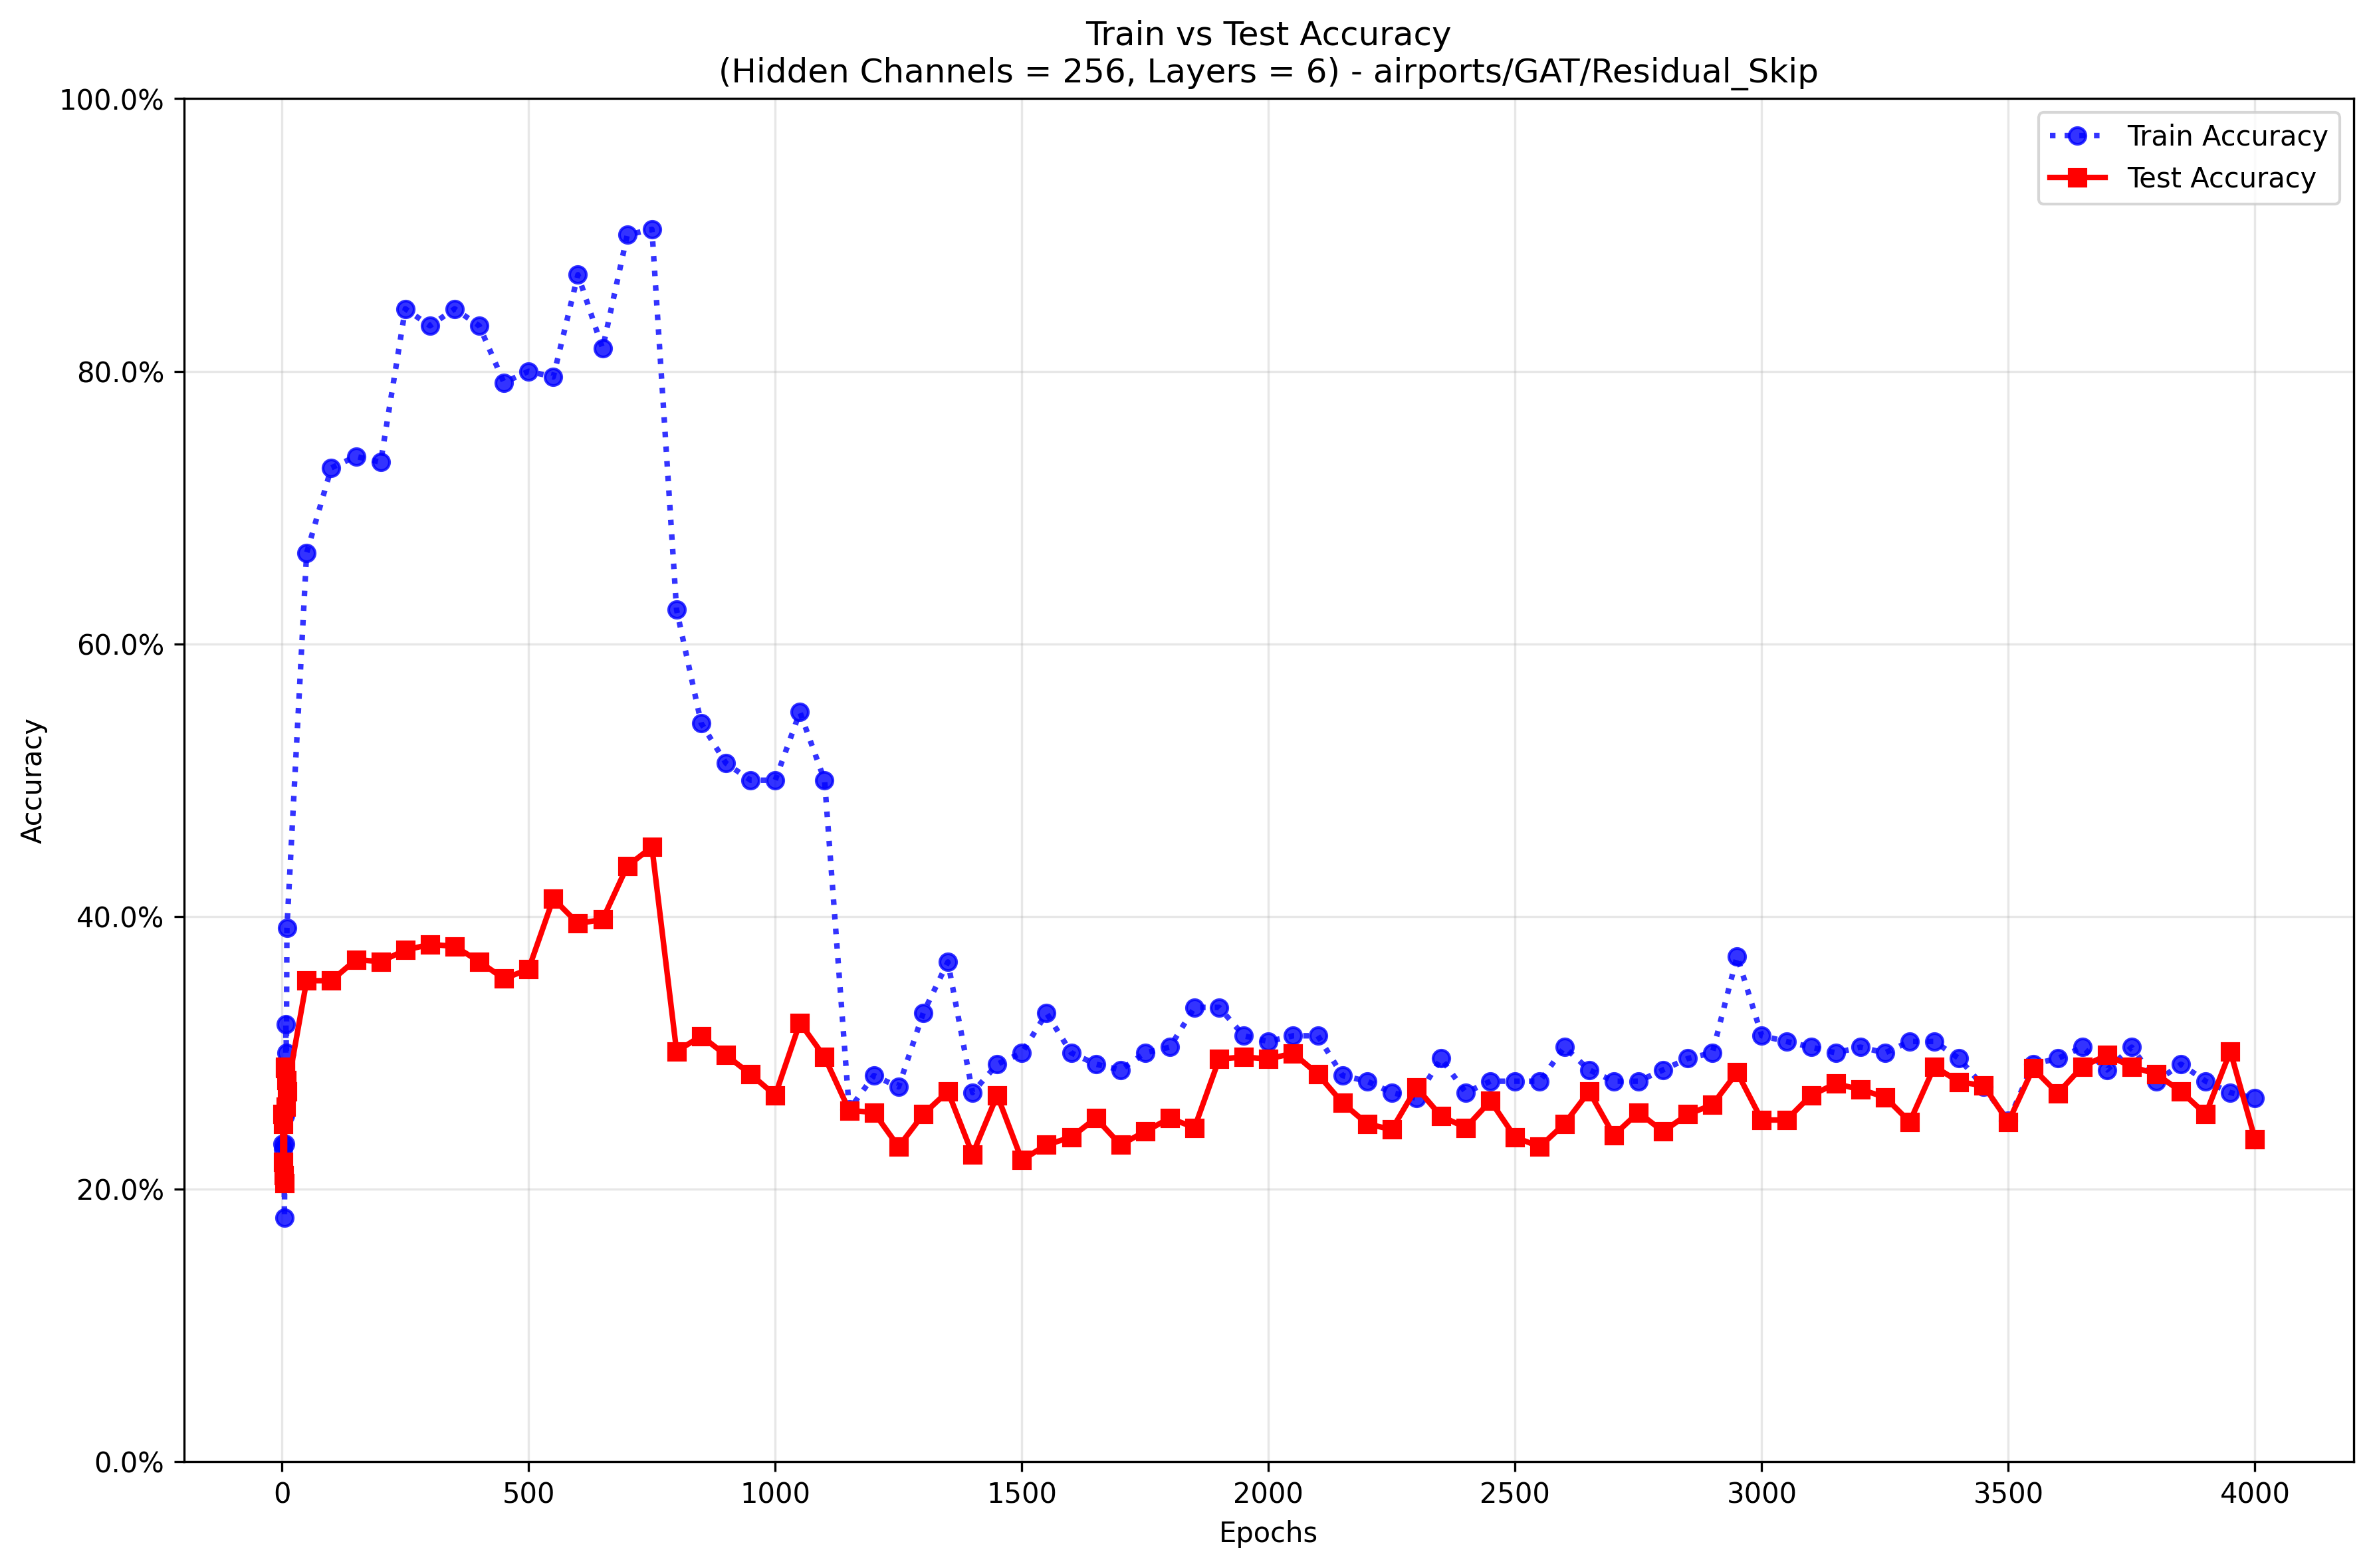 Train vs Test Accuracy
(Hidden Channels = 256, Layers = 6) - airports/GAT/Residual_Skip
100.0%
80.0%
60.0%
40.0%
20.0%
0.0%
Accuracy
Train Accuracy
Test Accuracy
0 500 1000 1500 2000 2500 3000 3500 4000
Epochs